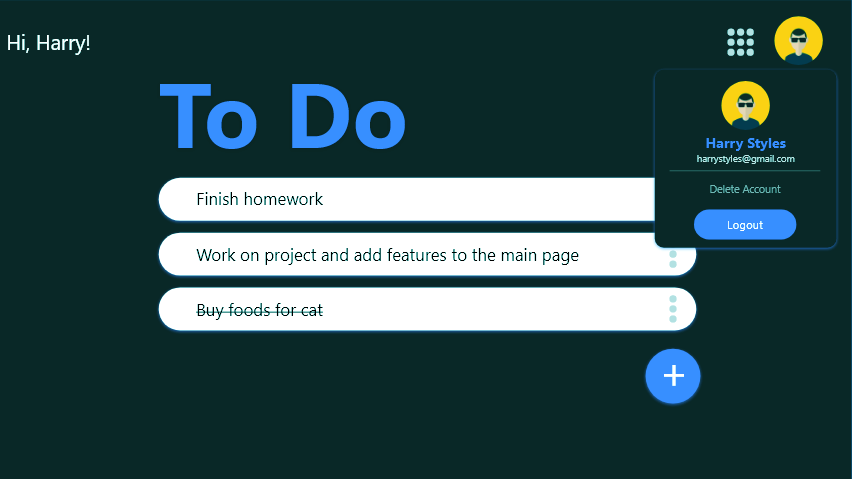 Hi, Harry!
To Do
Harry Styles
harrystyles@gmail.com
Delete Account
Logout
Finish homework
Work on project and add features to the main page
Buy foods for cat
+